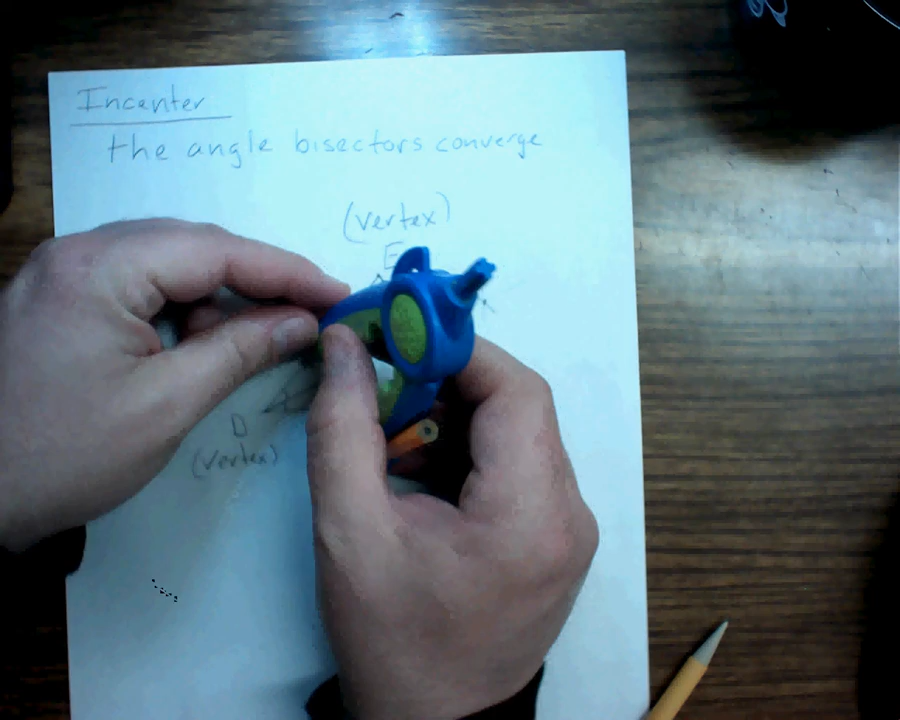 Incenter
the angle bisectors converge
(vertex)
E
D
(vertex)